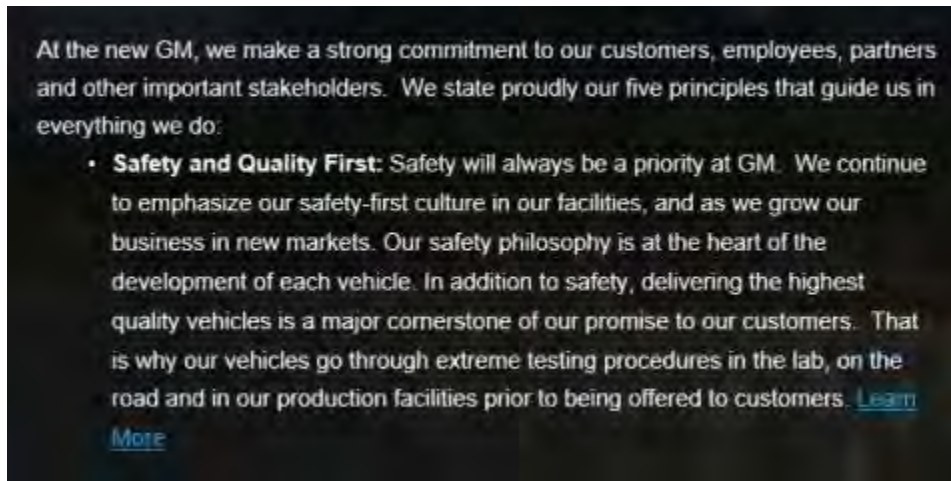 At the new GM, we make a strong commitment to our customers, employees, partners
and other important stakeholders.  We state proudly our five principles that guide us in
everything we do:
• Safety and Quality First: Safety will always be a priority at GM.  We continue
to emphasize our safety-first culture in our facilities, and as we grow our
business in new markets. Our safety philosophy is at the heart of the
development of each vehicle. In addition to safety, delivering the highest
quality vehicles is a major cornerstone of our promise to our customers.  That
is why our vehicles go through extreme testing procedures in the lab, on the
road and in our production facilities prior to being offered to customers. Learn
More